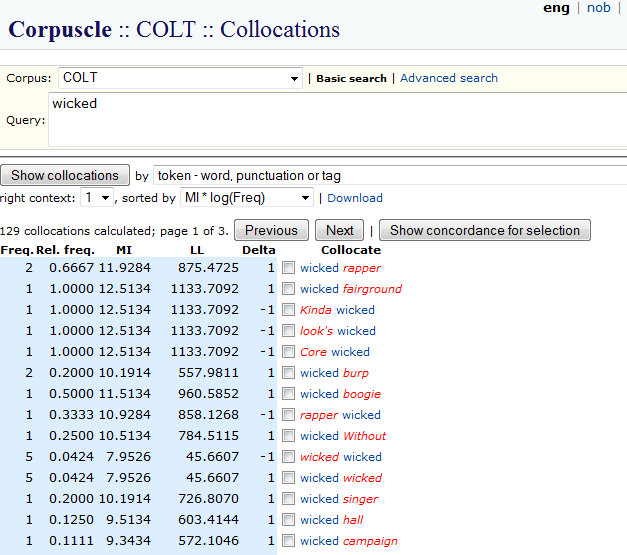 eng | nob |
Corpuscle :: COLT :: Collocations
Corpus: COLT | Basic search | Advanced search
Query: wicked
Show collocations by token - word, punctuation or tag
right context: 1 , sorted by MI * log(Freq) | Download
129 collocations calculated; page 1 of 3. Previous Next | Show concordance for selection
Freq. Rel. freq. MI LL Delta Collocate
2 0.6667 11.9284 875.4725 1 wicked rapper
1 1.0000 12.5134 1133.7092 1 wicked fairground
1 1.0000 12.5134 1133.7092 -1 Kinda wicked
1 1.0000 12.5134 1133.7092 -1 look's wicked
1 1.0000 12.5134 1133.7092 -1 Core wicked
2 0.2000 10.1914 557.9811 1 wicked burp
1 0.5000 11.5134 960.5852 1 wicked boogie
1 0.3333 10.9284 858.1268 -1 rapper wicked
1 0.2500 10.5134 784.5115 1 wicked Without
5 0.0424 7.9526 45.6607 -1 wicked wicked
5 0.0424 7.9526 45.6607 1 wicked wicked
1 0.2000 10.1914 726.8070 1 wicked singer
1 0.1250 9.5134 603.4144 1 wicked hall
1 0.1111 9.3434 572.1046 1 wicked campaign